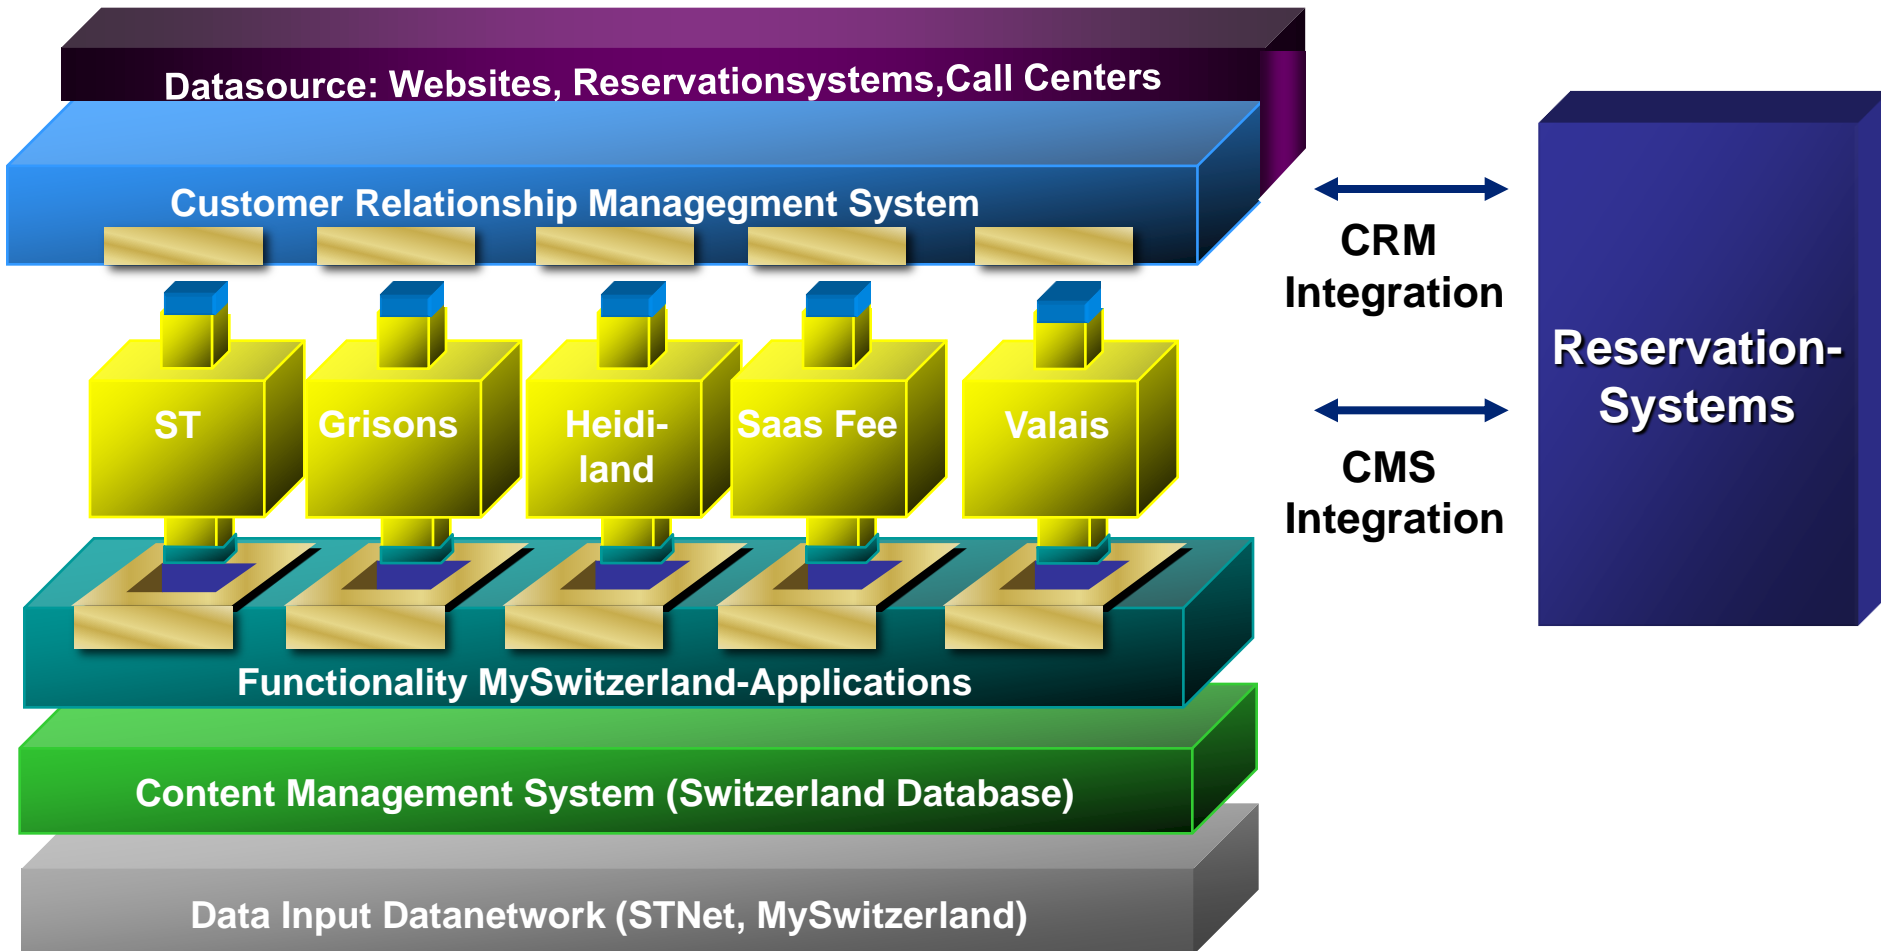 Datasource: Websites, Reservationsystems,Call Centers
Customer Relationship Managegment System
CRM
Integration
Reservation-
Systems
ST
Grisons
Heidi-
land
Saas Fee
Valais
CMS
Integration
Functionality MySwitzerland-Applications
Content Management System (Switzerland Database)
Data Input Datanetwork (STNet, MySwitzerland)